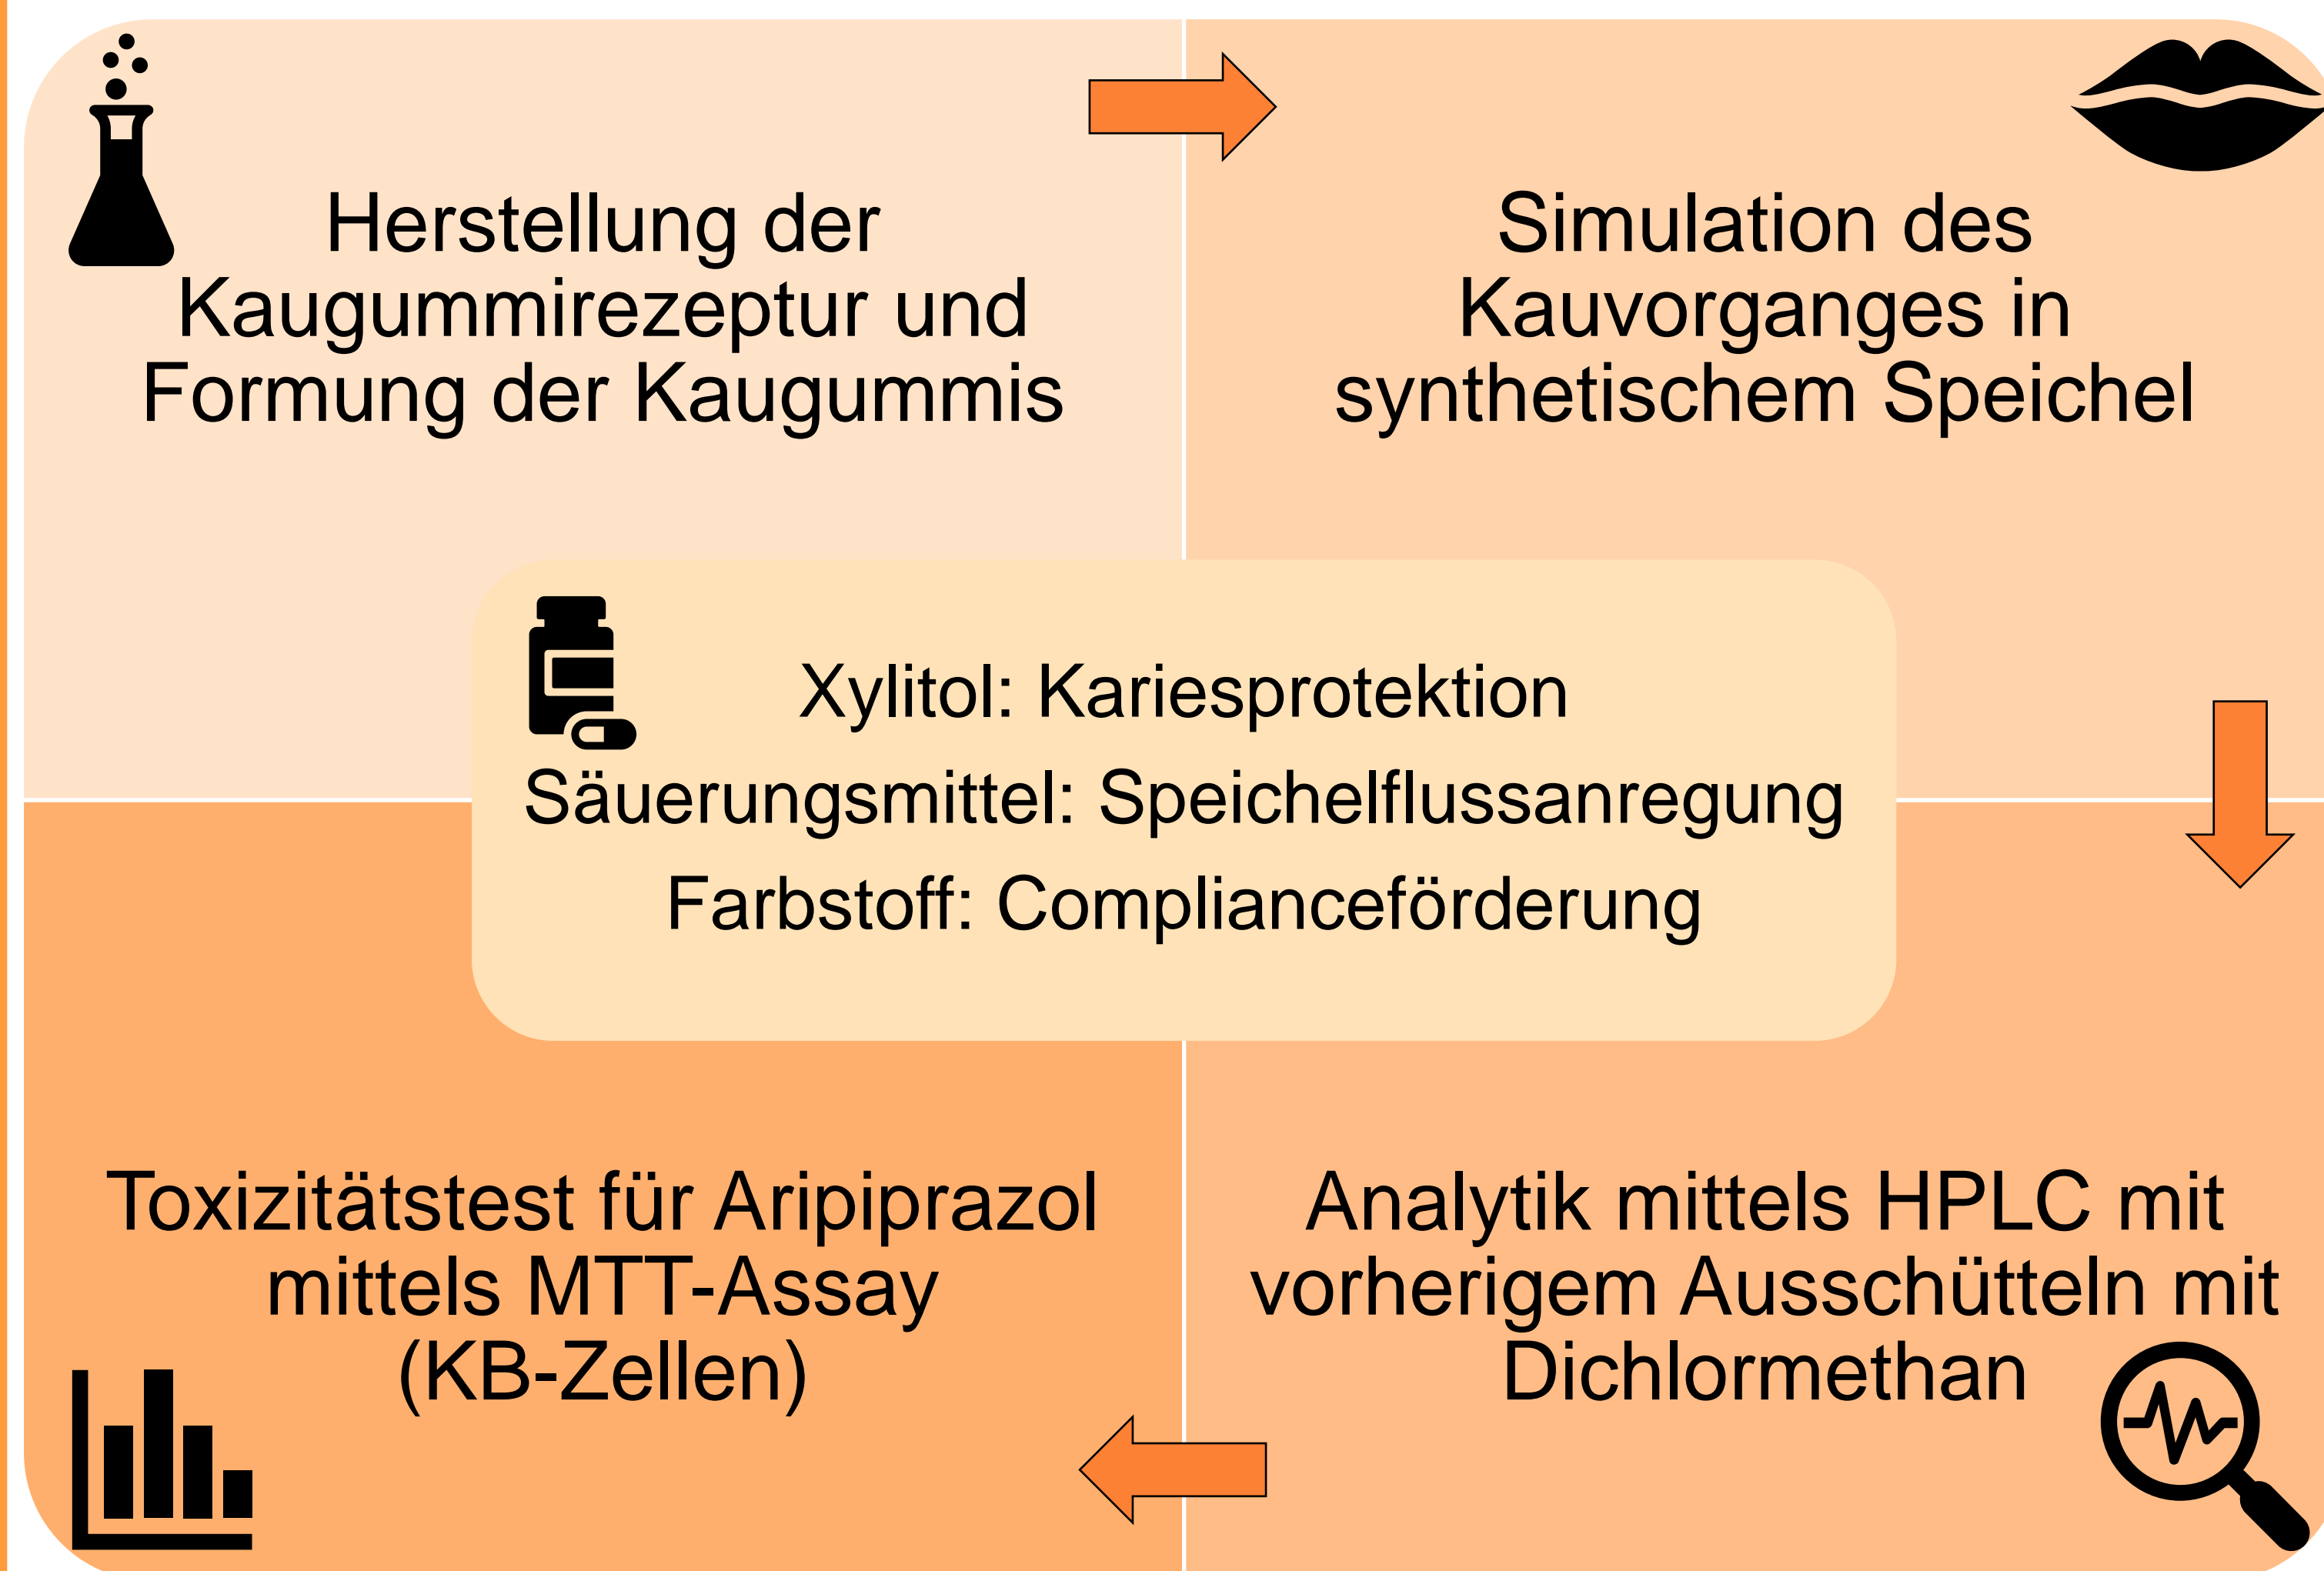 Herstellung der
Kaugummirezeptur und
Formung der Kaugummis
Simulation des
Kauvorganges in
synthetischem Speichel
Xylitol: Kariesprotektion
Säuerungsmittel: Speichelflussanregung
Farbstoff: Complianceförderung
Toxizitätstest für Aripiprazol
mittels MTT-Assay
(KB-Zellen)
Analytik mittels HPLC mit
vorherigem Ausschütteln mit
Dichlormethan